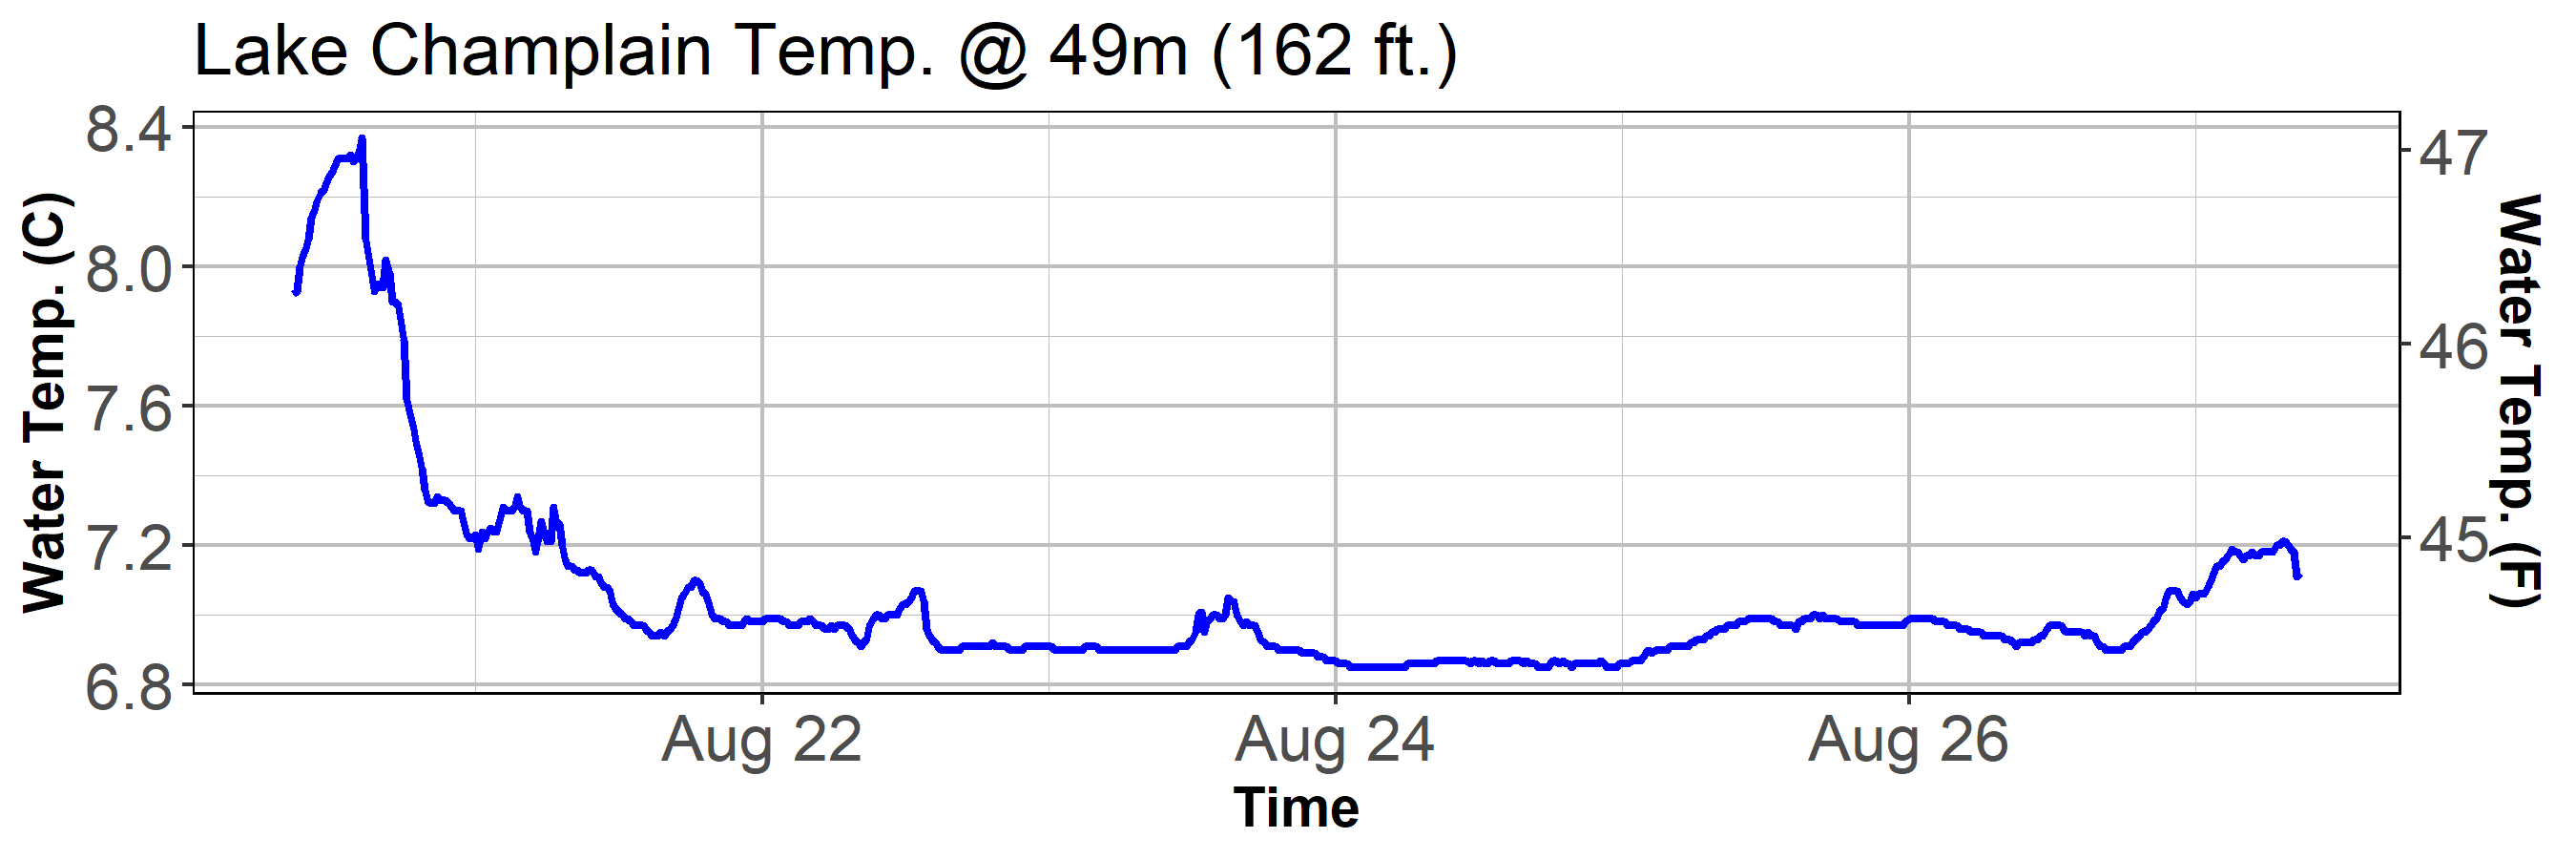 Lake Champlain Temp. @ 49m (162 ft.)
8.4
8.0
7.6
7.2
6.8
Water Temp. (C)
47
46
45
Water Temp. (F)
Aug 22
Aug 24
Aug 26
Time